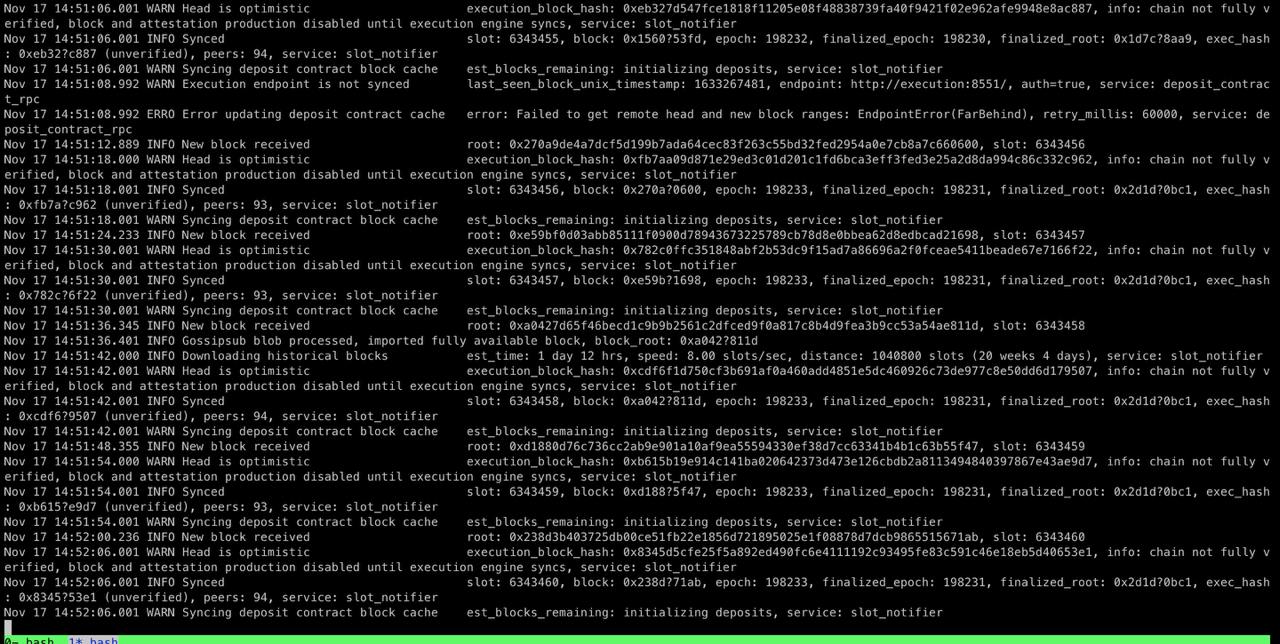 Nov 17 14:51:06.001 WARN Head is optimistic                      execution_block_hash: 0xeb327d547fce1818f11205e08f48838739fa40f9421f02e962afe9948e8ac887, info: chain not fully v
erified, block and attestation production disabled until execution engine syncs, service: slot_notifier
Nov 17 14:51:06.001 INFO Synced                                  slot: 6343455, block: 0x1560?53fd, epoch: 198232, finalized_epoch: 198230, finalized_root: 0x1d7c?8aa9, exec_hash
: 0xeb32?c887 (unverified), peers: 94, service: slot_notifier
Nov 17 14:51:06.001 WARN Syncing deposit contract block cache    est_blocks_remaining: initializing deposits, service: slot_notifier
Nov 17 14:51:08.992 WARN Execution endpoint is not synced        last_seen_block_unix_timestamp: 1633267481, endpoint: http://execution:8551/, auth=true, service: deposit_contrac
t_rpc
Nov 17 14:51:08.992 ERRO Error updating deposit contract cache   error: Failed to get remote head and new block ranges: EndpointError(FarBehind), retry_millis: 60000, service: de
posit_contract_rpc
Nov 17 14:51:12.889 INFO New block received                      root: 0x270a9de4a7dcf5d199b7ada64cec83f263c55bd32fed2954a0e7cb8a7c660600, slot: 6343456
Nov 17 14:51:18.000 WARN Head is optimistic                      execution_block_hash: 0xfb7aa09d871e29ed3c01d201c1fd6bca3eff3fed3e25a2d8da994c86c332c962, info: chain not fully v
erified, block and attestation production disabled until execution engine syncs, service: slot_notifier
Nov 17 14:51:18.001 INFO Synced                                  slot: 6343456, block: 0x270a?0600, epoch: 198233, finalized_epoch: 198231, finalized_root: 0x2d1d?0bc1, exec_hash
: 0xfb7a?c962 (unverified), peers: 93, service: slot_notifier
Nov 17 14:51:18.001 WARN Syncing deposit contract block cache    est_blocks_remaining: initializing deposits, service: slot_notifier
Nov 17 14:51:24.233 INFO New block received                      root: 0xe59bf0d03abb85111f0900d78943673225789cb78d8e0bbea62d8edbcad21698, slot: 6343457
Nov 17 14:51:30.001 WARN Head is optimistic                      execution_block_hash: 0x782c0ffc351848abf2b53dc9f15ad7a86696a2f0fceae5411beade67e7166f22, info: chain not fully v
erified, block and attestation production disabled until execution engine syncs, service: slot_notifier
Nov 17 14:51:30.001 INFO Synced                                  slot: 6343457, block: 0xe59b?1698, epoch: 198233, finalized_epoch: 198231, finalized_root: 0x2d1d?0bc1, exec_hash
: 0x782c?6f22 (unverified), peers: 93, service: slot_notifier
Nov 17 14:51:30.001 WARN Syncing deposit contract block cache    est_blocks_remaining: initializing deposits, service: slot_notifier
Nov 17 14:51:36.345 INFO New block received                      root: 0xa0427d65f46becd1c9b9b2561c2dfced9f0a817c8b4d9fea3b9cc53a54ae811d, slot: 6343458
Nov 17 14:51:36.401 INFO Gossipsub blob processed, imported fully available block, block_root: 0xa042?811d
Nov 17 14:51:42.000 INFO Downloading historical blocks           est_time: 1 day 12 hrs, speed: 8.00 slots/sec, distance: 1040800 slots (20 weeks 4 days), service: slot_notifier
Nov 17 14:51:42.001 WARN Head is optimistic                      execution_block_hash: 0xcdf6f1d750cf3b691af0a460add4851e5dc460926c73de977c8e50dd6d179507, info: chain not fully v
erified, block and attestation production disabled until execution engine syncs, service: slot_notifier
Nov 17 14:51:42.001 INFO Synced                                  slot: 6343458, block: 0xa042?811d, epoch: 198233, finalized_epoch: 198231, finalized_root: 0x2d1d?0bc1, exec_hash
: 0xcdf6?9507 (unverified), peers: 94, service: slot_notifier
Nov 17 14:51:42.001 WARN Syncing deposit contract block cache    est_blocks_remaining: initializing deposits, service: slot_notifier
Nov 17 14:51:48.355 INFO New block received                      root: 0xd1880d76c736cc2ab9e901a10af9ea55594330ef38d7cc63341b4b1c63b55f47, slot: 6343459
Nov 17 14:51:54.000 WARN Head is optimistic                      execution_block_hash: 0xb615b19e914c141ba020642373d473e126cbdb2a8113494840397867e43ae9d7, info: chain not fully v
erified, block and attestation production disabled until execution engine syncs, service: slot_notifier
Nov 17 14:51:54.001 INFO Synced                                  slot: 6343459, block: 0xd188?5f47, epoch: 198233, finalized_epoch: 198231, finalized_root: 0x2d1d?0bc1, exec_hash
: 0xb615?e9d7 (unverified), peers: 93, service: slot_notifier
Nov 17 14:51:54.001 WARN Syncing deposit contract block cache    est_blocks_remaining: initializing deposits, service: slot_notifier
Nov 17 14:52:00.236 INFO New block received                      root: 0x238d3b403725db00ce51fb22e1856d721895025e1f08878d7dcb9865515671ab, slot: 6343460
Nov 17 14:52:06.001 WARN Head is optimistic                      execution_block_hash: 0x8345d5cfe25f5a892ed490fc6e4111192c93495fe83c591c46e18eb5d40653e1, info: chain not fully v
erified, block and attestation production disabled until execution engine syncs, service: slot_notifier
Nov 17 14:52:06.001 INFO Synced                                  slot: 6343460, block: 0x238d?71ab, epoch: 198233, finalized_epoch: 198231, finalized_root: 0x2d1d?0bc1, exec_hash
: 0x8345?53e1 (unverified), peers: 94, service: slot_notifier
Nov 17 14:52:06.001 WARN Syncing deposit contract block cache    est_blocks_remaining: initializing deposits, service: slot_notifier
0- bash  1* bash